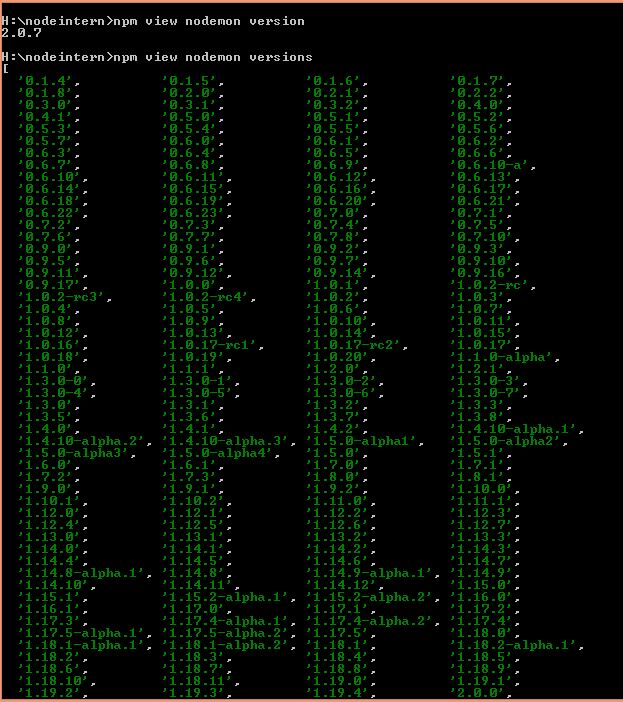 H:\nodeintern>npm view nodemon version
2.0.7
H:\nodeintern>npm view nodemon versions
[
'0.1.4', '0.1.5', '0.1.6', '0.1.7',
'0.1.8', '0.2.0', '0.2.1', '0.2.2',
'0.3.0', '0.3.1', '0.3.2', '0.4.0',
'0.4.1', '0.5.0', '0.5.1', '0.5.2',
'0.5.3', '0.5.4', '0.5.5', '0.5.6',
'0.5.7', '0.6.0', '0.6.1', '0.6.2',
'0.6.3', '0.6.4', '0.6.5', '0.6.6',
'0.6.7', '0.6.8', '0.6.9', '0.6.10-a',
'0.6.10', '0.6.11', '0.6.12', '0.6.13',
'0.6.14', '0.6.15', '0.6.16', '0.6.17',
'0.6.18', '0.6.19', '0.6.20', '0.6.21',
'0.6.22', '0.6.23', '0.7.0', '0.7.1',
'0.7.2', '0.7.3', '0.7.4', '0.7.5',
'0.7.6', '0.7.7', '0.7.8', '0.7.10',
'0.9.0', '0.9.1', '0.9.2', '0.9.3',
'0.9.5', '0.9.6', '0.9.7', '0.9.10',
'0.9.11', '0.9.12', '0.9.14', '0.9.16',
'0.9.17', '1.0.0', '1.0.1', '1.0.2-rc',
'1.0.2-rc3', '1.0.2-rc4', '1.0.2', '1.0.3',
'1.0.4', '1.0.5', '1.0.6', '1.0.7',
'1.0.8', '1.0.9', '1.0.10', '1.0.11',
'1.0.12', '1.0.13', '1.0.14', '1.0.15',
'1.0.16', '1.0.17-rc1', '1.0.17-rc2', '1.0.17',
'1.0.18', '1.0.19', '1.0.20', '1.1.0-alpha',
'1.1.0', '1.1.1', '1.2.0', '1.2.1',
'1.3.0-0', '1.3.0-1', '1.3.0-2', '1.3.0-3',
'1.3.0-4', '1.3.0-5', '1.3.0-6', '1.3.0-7',
'1.3.0', '1.3.1', '1.3.2', '1.3.3',
'1.3.5', '1.3.6', '1.3.7', '1.3.8',
'1.4.0', '1.4.1', '1.4.2', '1.4.10-alpha.1',
'1.4.10-alpha.2', '1.4.10-alpha.3', '1.5.0-alpha1', '1.5.0-alpha2',
'1.5.0-alpha3', '1.5.0-alpha4', '1.5.0', '1.5.1',
'1.6.0', '1.6.1', '1.7.0', '1.7.1',
'1.7.2', '1.7.3', '1.8.0', '1.8.1',
'1.9.0', '1.9.1', '1.9.2', '1.10.0',
'1.10.1', '1.10.2', '1.11.0', '1.11.1',
'1.12.0', '1.12.1', '1.12.2', '1.12.3',
'1.12.4', '1.12.5', '1.12.6', '1.12.7',
'1.13.0', '1.13.1', '1.13.2', '1.13.3',
'1.14.0', '1.14.1', '1.14.2', '1.14.3',
'1.14.4', '1.14.5', '1.14.6', '1.14.7',
'1.14.8-alpha.1', '1.14.8', '1.14.9-alpha.1', '1.14.9',
'1.14.10', '1.14.11', '1.14.12', '1.15.0',
'1.15.1', '1.15.2-alpha.1', '1.15.2-alpha.2', '1.16.0',
'1.16.1', '1.17.0', '1.17.1', '1.17.2',
'1.17.3', '1.17.4-alpha.1', '1.17.4-alpha.2', '1.17.4',
'1.17.5-alpha.1', '1.17.5-alpha.2', '1.17.5', '1.18.0',
'1.18.1-alpha.1', '1.18.1-alpha.2', '1.18.1', '1.18.2-alpha.1',
'1.18.2', '1.18.3', '1.18.4', '1.18.5',
'1.18.6', '1.18.7', '1.18.8', '1.18.9',
'1.18.10', '1.18.11', '1.19.0', '1.19.1',
'1.19.2', '1.19.3', '1.19.4', '2.0.0',